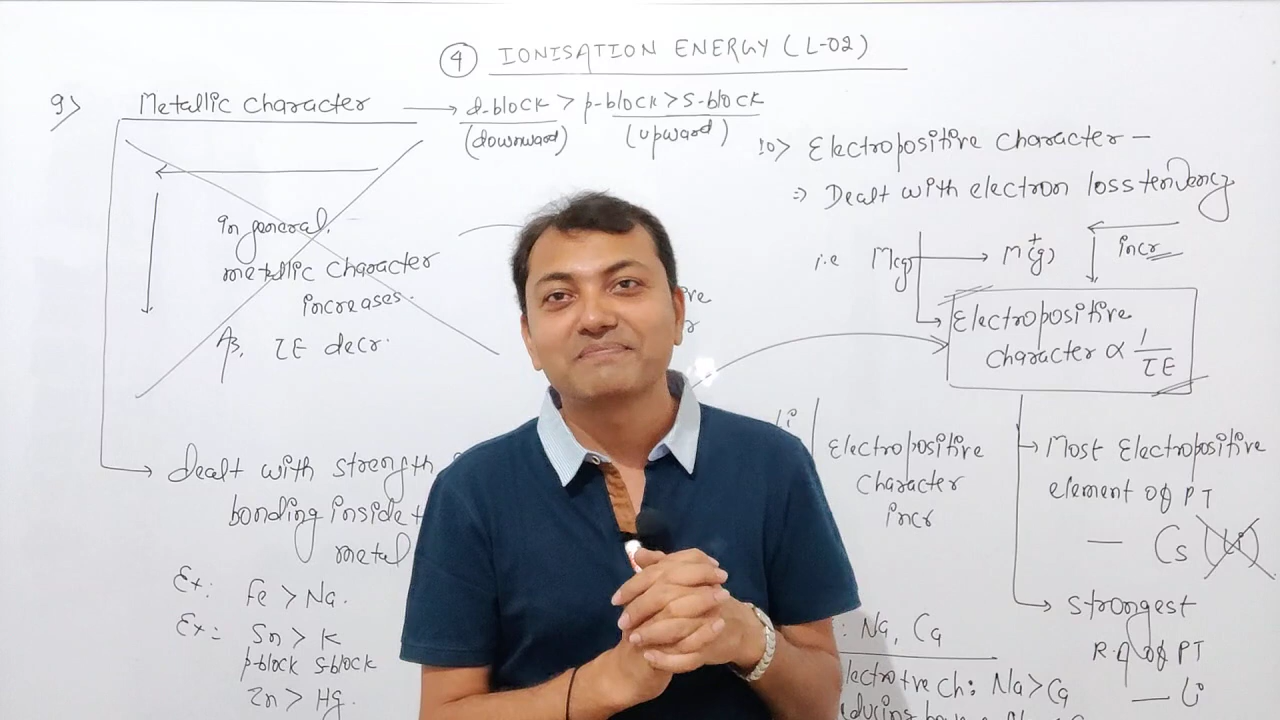 4 IONISATION ENERGY (L-02)
9> Metallic Character → d-block > p-block > s-block
(downward) (upward)
In general,
metallic character
increases.
As, IE decr.
dealt with strength
bonding inside
metal
Ex: Fe > Na.
Ex: Sn > K
p-block s-block
Zn > Hg.
10> Electropositive Character –
⇒ Dealt with electron loss tendency
i.e M(g) → M+(g) incr
Electropositive
Character ∝ 1/IE
Electropositive
Character
incr
Most Electropositive
element of PT
— Cs
Strongest
R.A of PT
— Li
: Na, Ca
Na > Ca